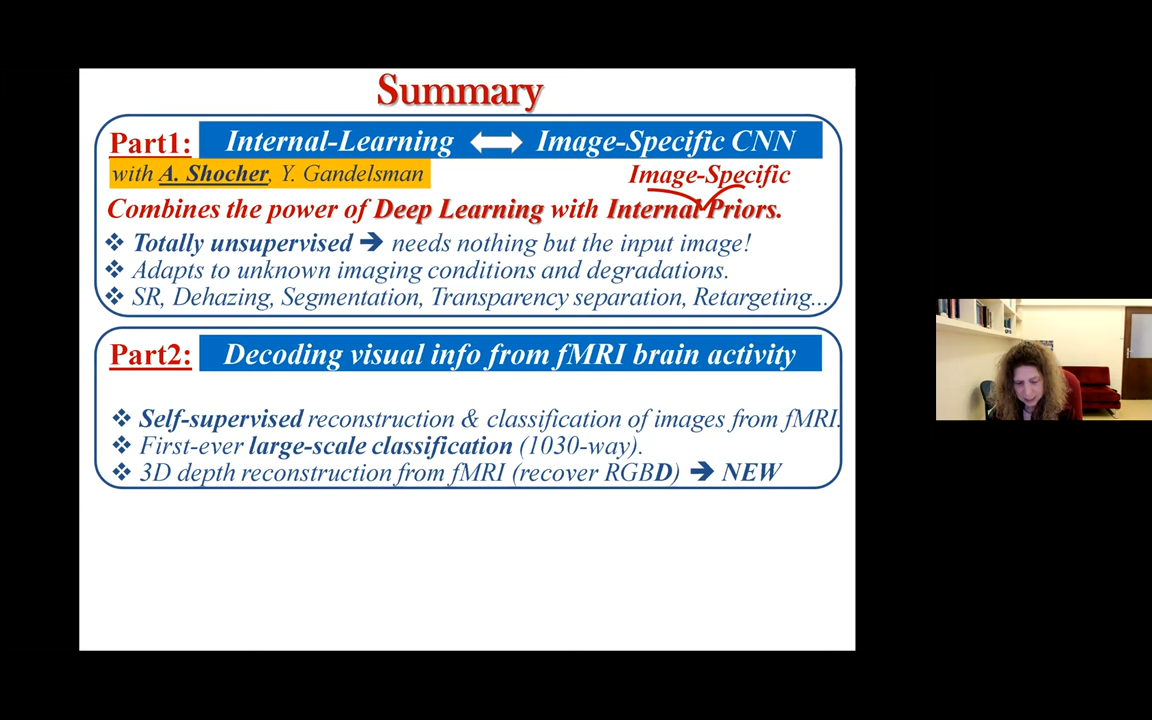 Summary
Part1: Internal-Learning ⟷ Image-Specific CNN
with A. Shocher, Y. Gandelsman
Image-Specific
Combines the power of Deep Learning with Internal Priors.
❖ Totally unsupervised ➔ needs nothing but the input image!
❖ Adapts to unknown imaging conditions and degradations.
❖ SR, Dehazing, Segmentation, Transparency separation, Retargeting...
Part2: Decoding visual info from fMRI brain activity
❖ Self-supervised reconstruction & classification of images from fMRI.
❖ First-ever large-scale classification (1030-way).
❖ 3D depth reconstruction from fMRI (recover RGBD) ➔ NEW